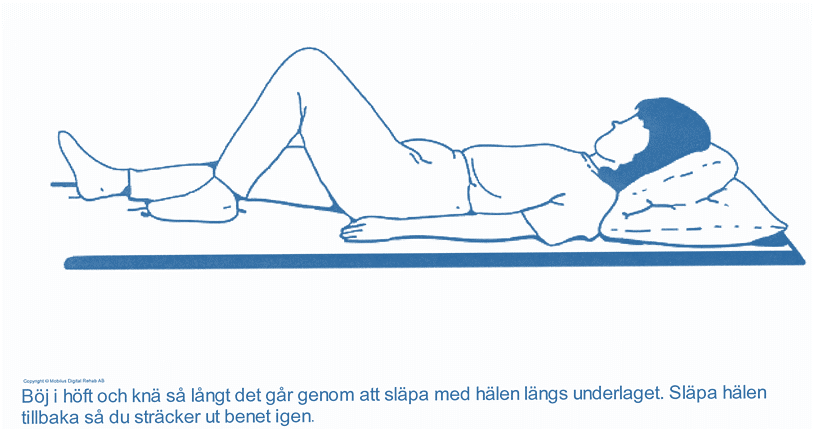 Copyright © Mobilus Digital Rehab AB
Böj i höft och knä så långt det går genom att släpa med hälen längs underlaget. Släpa hälen
tillbaka så du sträcker ut benet igen.